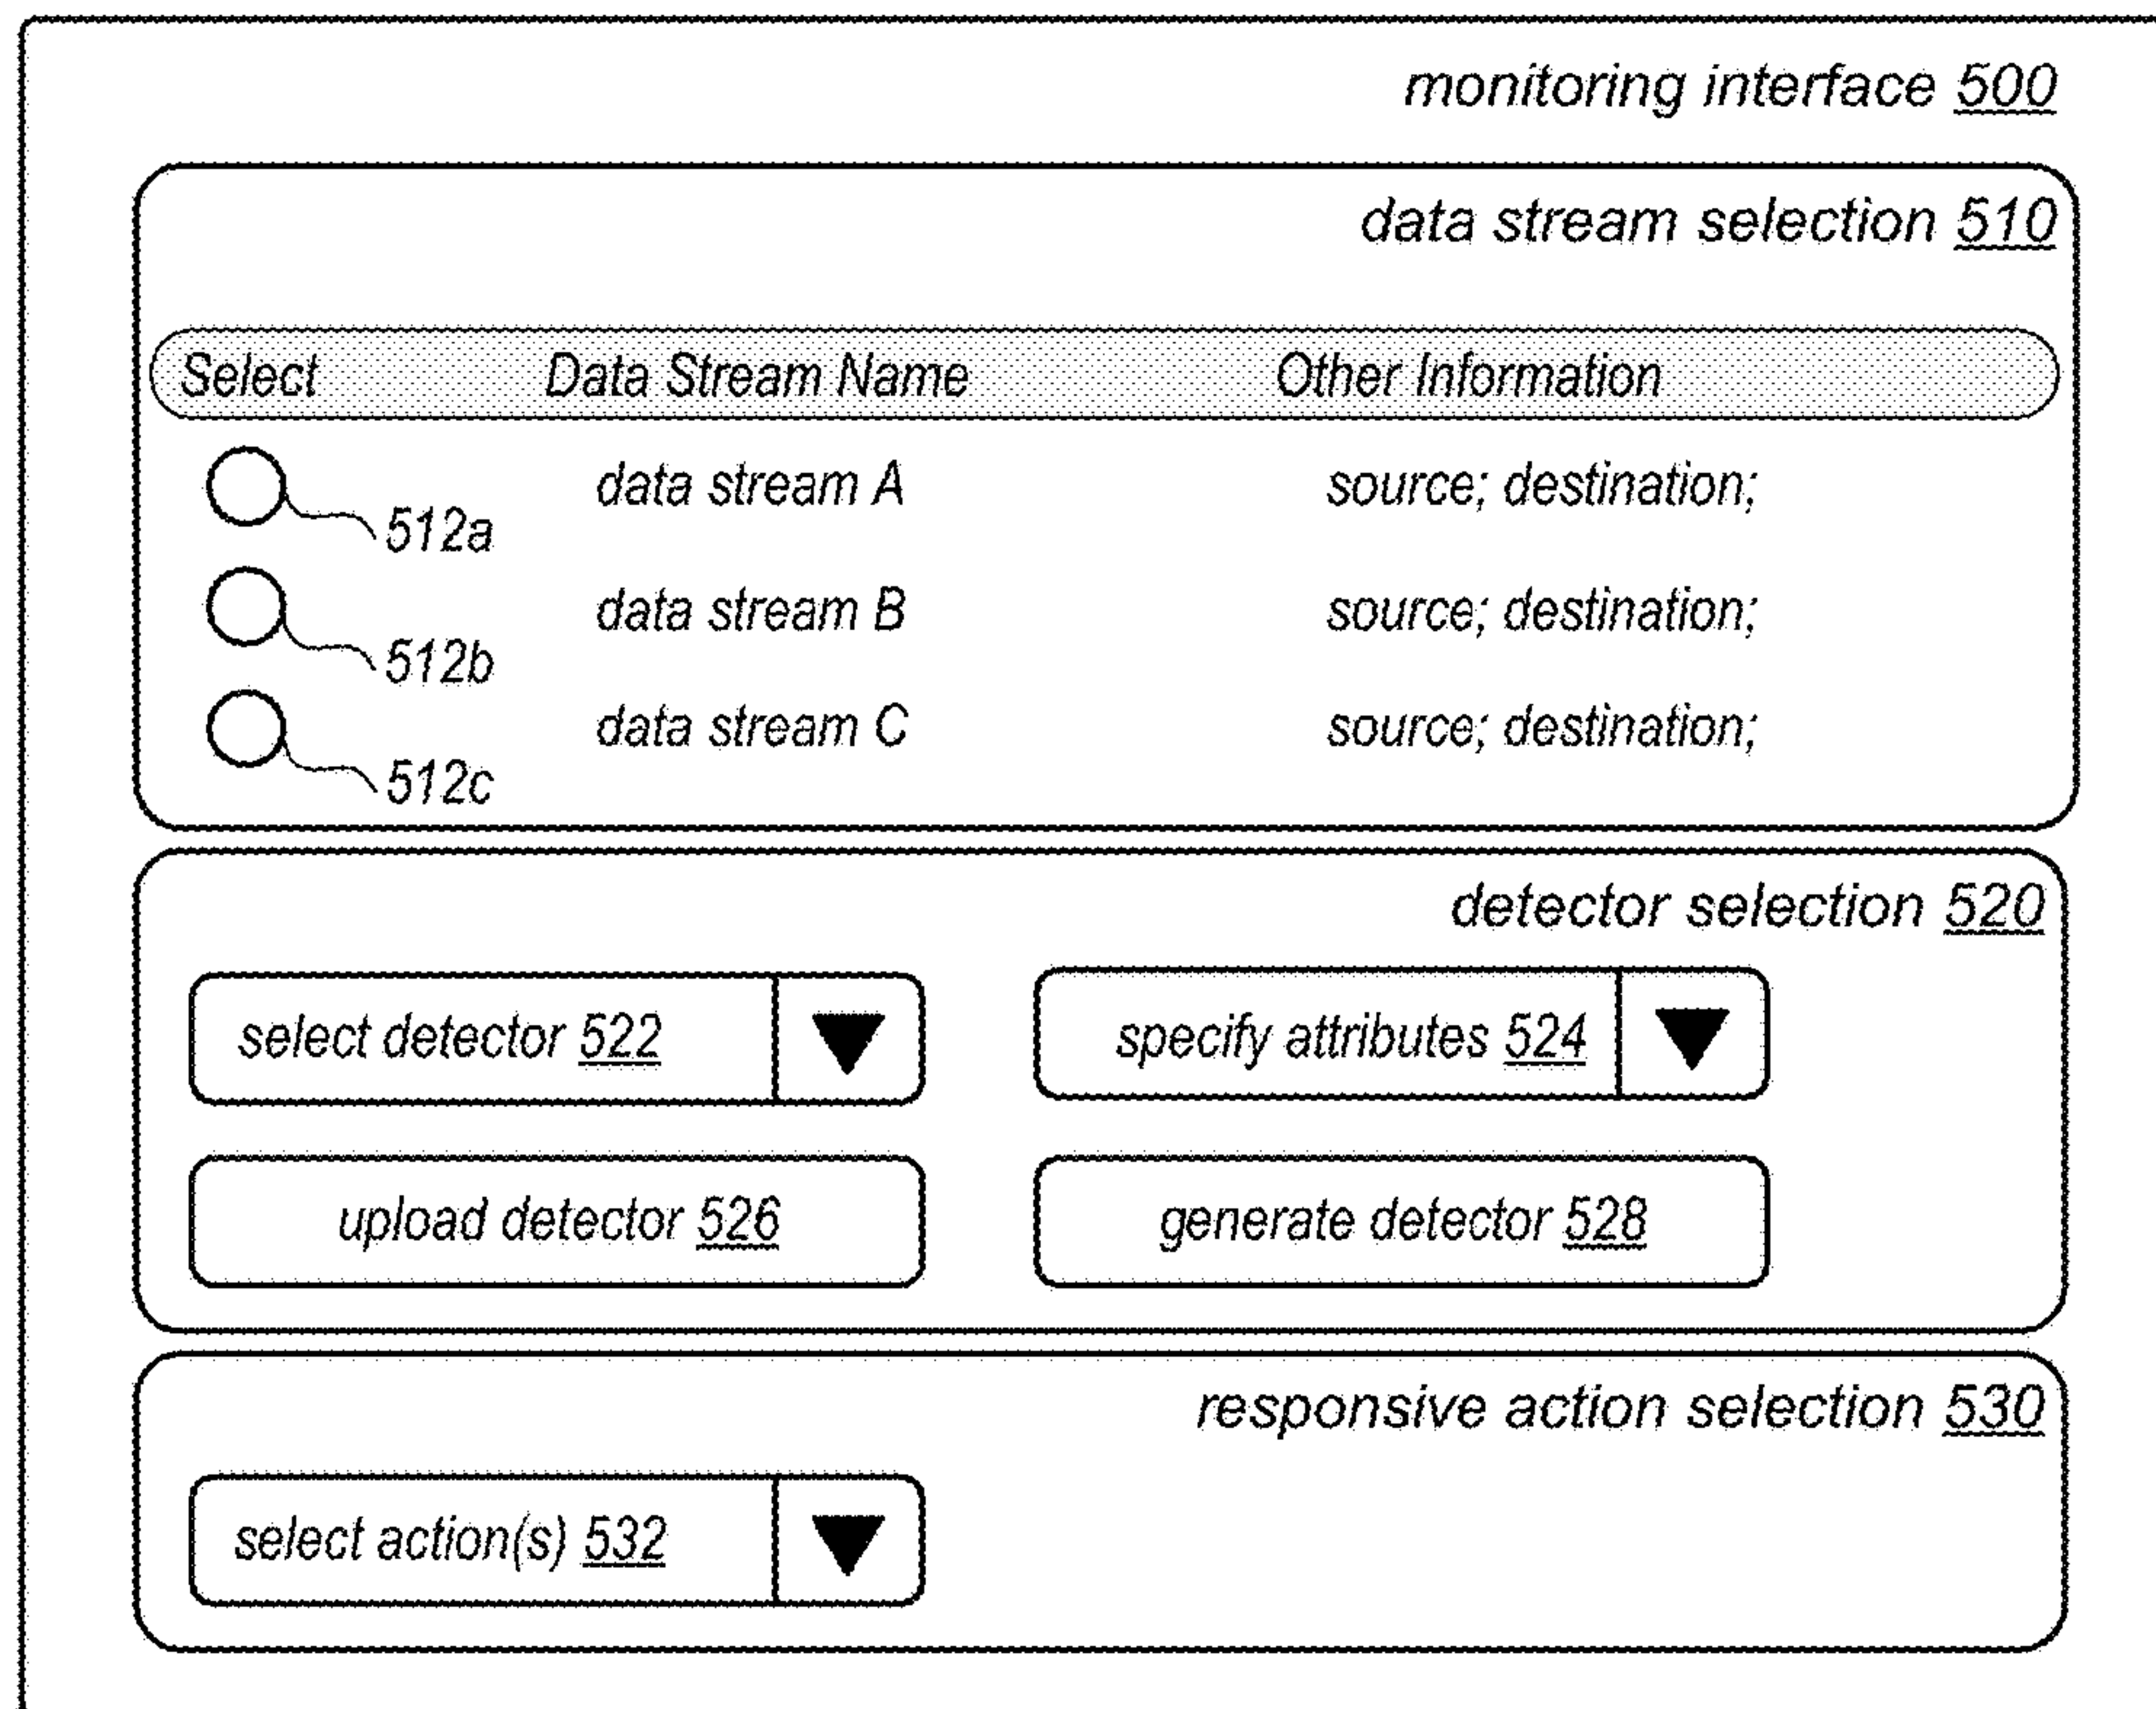 monitoring interface 500
data stream selection 510
Select Data Stream Name Other Information
data stream A source; destination;
512a
data stream B source; destination;
512b
data stream C source; destination;
512c
detector selection 520
select detector 522 specify attributes 524
upload detector 526 generate detector 528
responsive action selection 530
select action(s) 532